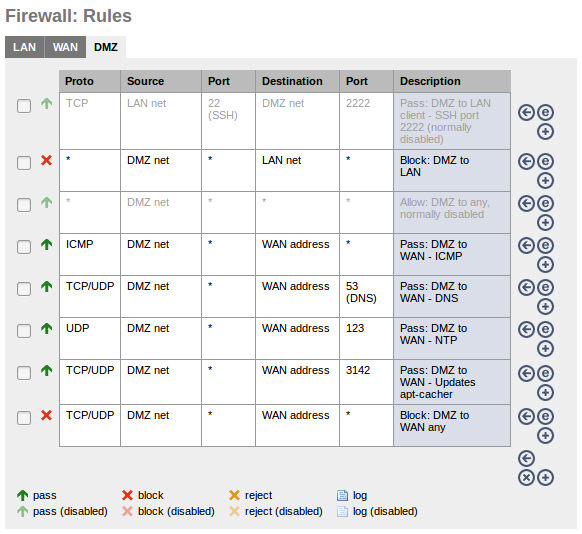 Firewall: Rules
LAN WAN DMZ
Proto Source Port Destination Port Description
TCP LAN net 22 (SSH) DMZ net 2222 Pass: DMZ to LAN client - SSH port 2222 (normally disabled)
* DMZ net * LAN net * Block: DMZ to LAN
* DMZ net * * * Allow: DMZ to any, normally disabled
ICMP DMZ net * WAN address * Pass: DMZ to WAN - ICMP
TCP/UDP DMZ net * WAN address 53 (DNS) Pass: DMZ to WAN - DNS
UDP DMZ net * WAN address 123 Pass: DMZ to WAN - NTP
TCP/UDP DMZ net * WAN address 3142 Pass: DMZ to WAN - Updates apt-cacher
TCP/UDP DMZ net * WAN address * Block: DMZ to WAN any
pass block reject log
pass (disabled) block (disabled) reject (disabled) log (disabled)